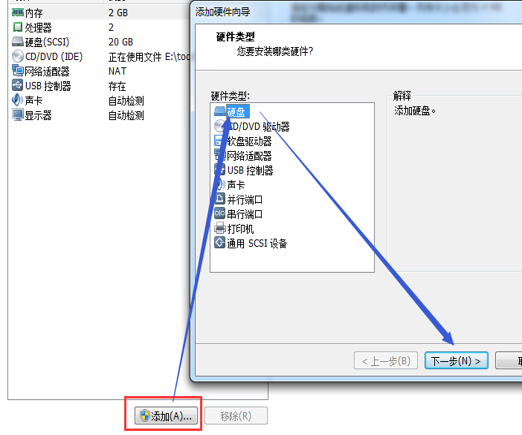 内存 2 GB
处理器 2
硬盘(SCSI) 20 GB
CD/DVD (IDE) 正在使用文件 E:\tool
网络适配器 NAT
USB 控制器 存在
声卡 自动检测
显示器 自动检测
添加(A)... 移除(R)
添加硬件向导
硬件类型
您要安装哪类硬件?
硬件类型:
硬盘
CD/DVD 驱动器
软盘驱动器
网络适配器
USB 控制器
声卡
并行端口
串行端口
打印机
通用 SCSI 设备
解释
添加硬盘。
< 上一步(B) 下一步(N) >